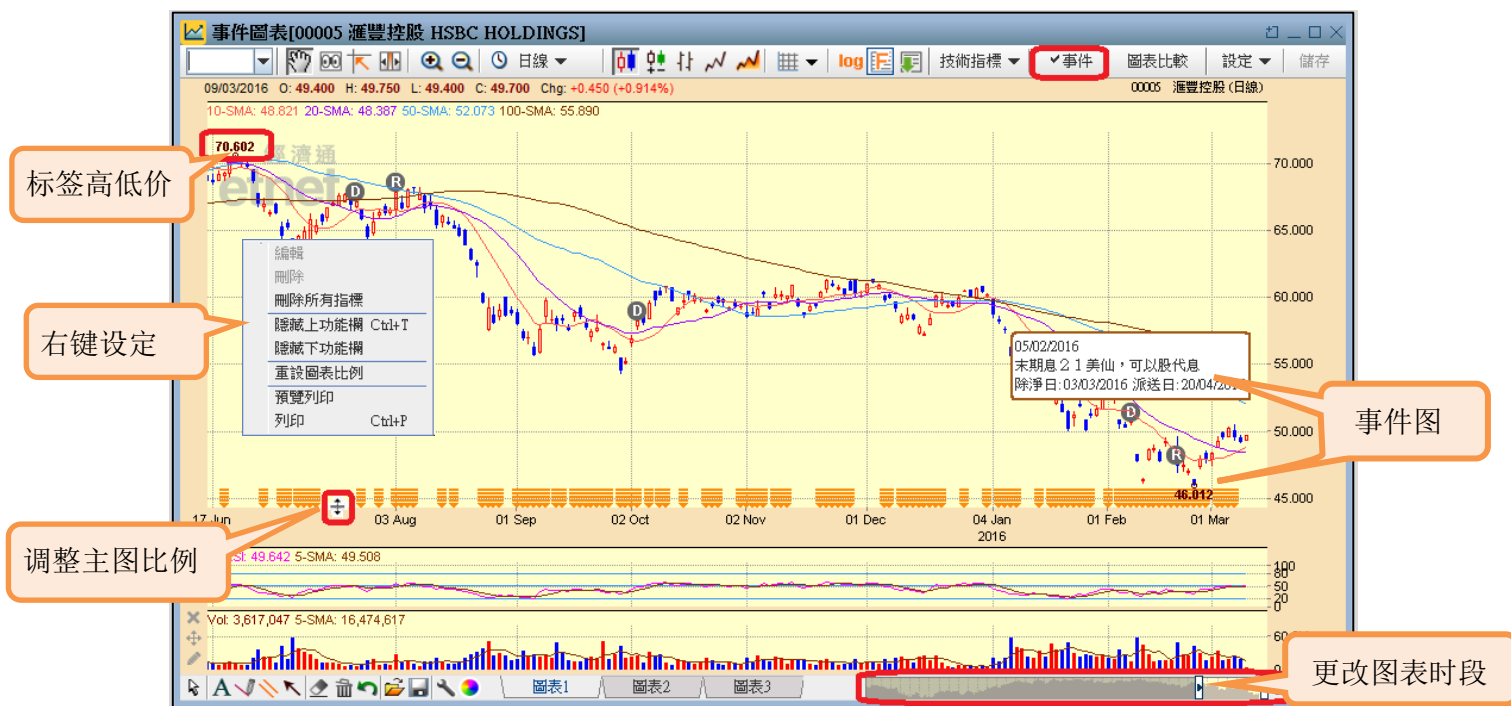 事件圖表[00005 滙豐控股 HSBC HOLDINGS]
日線
log
技術指標
✓事件
圖表比較
設定
儲存
09/03/2016 O: 49.400 H: 49.750 L: 49.400 C: 49.700 Chg: +0.450 (+0.914%)
00005 滙豐控股 (日線)
10-SMA: 48.821 20-SMA: 48.387 50-SMA: 52.073 100-SMA: 55.890
70.602
經濟通
etnet
D
R
标签高低价
70.000
65.000
60.000
55.000
50.000
45.000
編輯
刪除
刪除所有指標
隱藏上功能欄 Ctrl+T
隱藏下功能欄
重設圖表比例
預覽列印
列印 Ctrl+P
右键设定
D
05/02/2016
末期息２１美仙，可以股代息
除淨日:03/03/2016 派送日:20/04/2016
事件图
D
R
46.012
17 Jun
03 Aug
01 Sep
02 Oct
02 Nov
01 Dec
04 Jan
2016
01 Feb
01 Mar
调整主图比例
49.642 5-SMA: 49.508
100
80
50
20
0
Vol: 3,617,047 5-SMA: 16,474,617
0
A
圖表1
圖表2
圖表3
更改图表时段